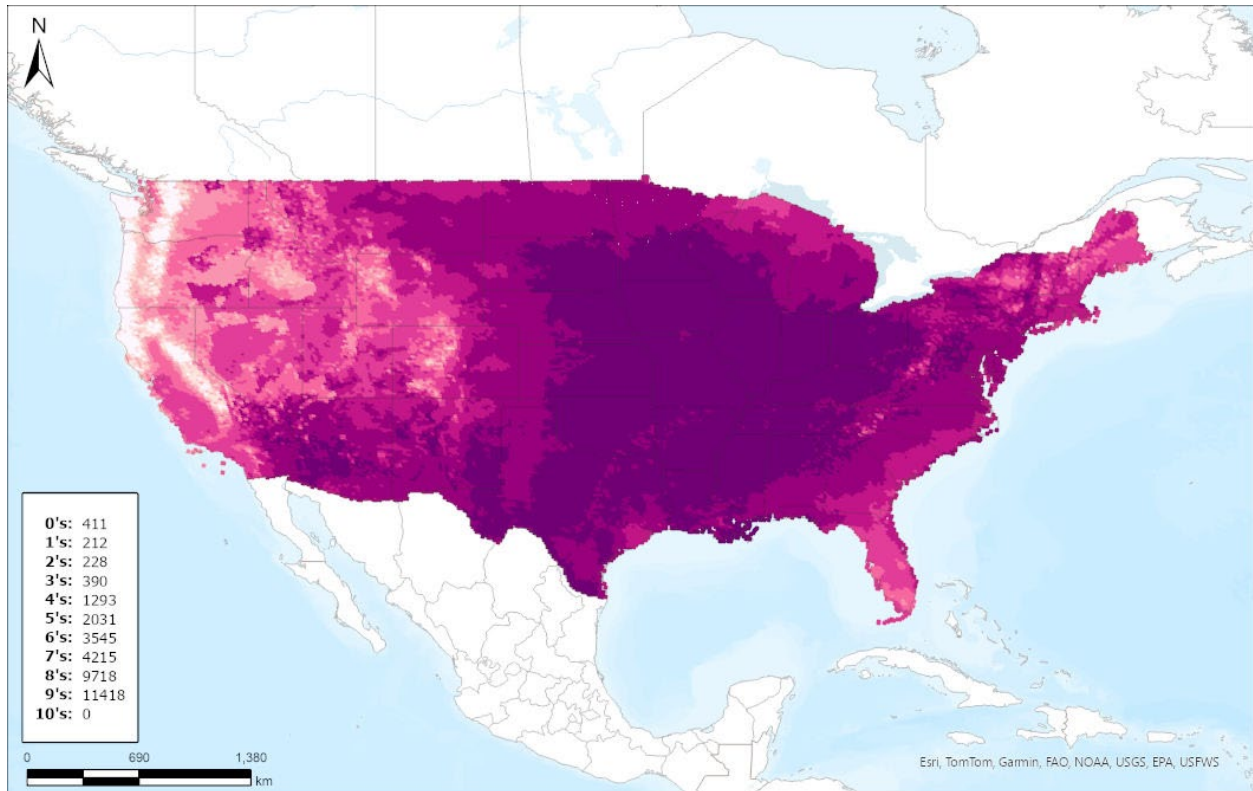 N
0's: 411
1's: 212
2's: 228
3's: 390
4's: 1293
5's: 2031
6's: 3545
7's: 4215
8's: 9718
9's: 11418
10's: 0
0 690 1,380
km
Esri, TomTom, Garmin, FAO, NOAA, USGS, EPA, USFWS